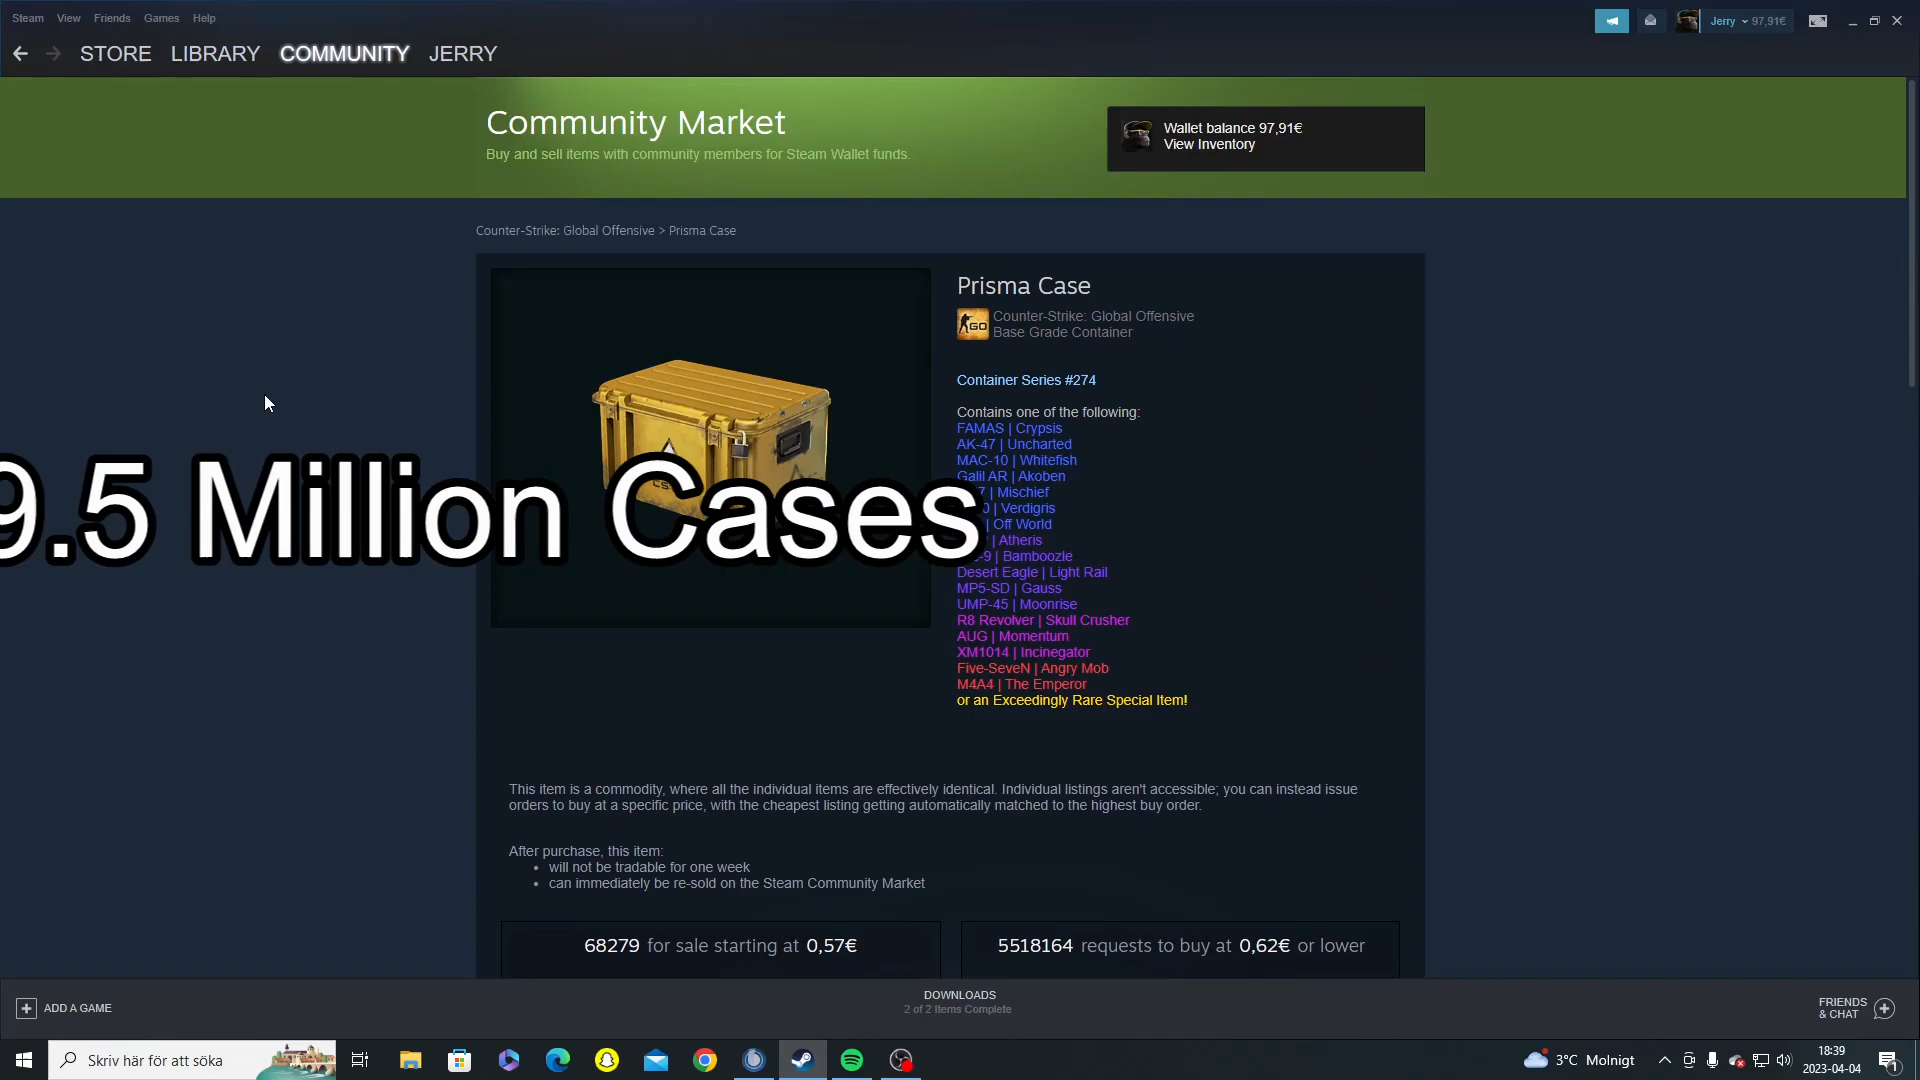 Steam View Friends Games Help
Jerry 97,91€
STORE LIBRARY COMMUNITY JERRY
Community Market
Buy and sell items with community members for Steam Wallet funds.
Wallet balance 97,91€
View Inventory
Counter-Strike: Global Offensive > Prisma Case
Prisma Case
GO
Counter-Strike: Global Offensive
Base Grade Container
Container Series #274
Contains one of the following:
FAMAS | Crypsis
AK-47 | Uncharted
MAC-10 | Whitefish
Galil AR | Akoben
| Mischief
| Verdigris
| Off World
| Atheris
| Bamboozle
Desert Eagle | Light Rail
MP5-SD | Gauss
UMP-45 | Moonrise
R8 Revolver | Skull Crusher
AUG | Momentum
XM1014 | Incinegator
Five-SeveN | Angry Mob
M4A4 | The Emperor
or an Exceedingly Rare Special Item!
9.5 Million Cases
This item is a commodity, where all the individual items are effectively identical. Individual listings aren't accessible; you can instead issue
orders to buy at a specific price, with the cheapest listing getting automatically matched to the highest buy order.
After purchase, this item:
• will not be tradable for one week
• can immediately be re-sold on the Steam Community Market
68279 for sale starting at 0,57€
5518164 requests to buy at 0,62€ or lower
ADD A GAME
DOWNLOADS
2 of 2 Items Complete
FRIENDS
& CHAT
Skriv här för att söka
3°C Molnigt
18:39
2023-04-04
1